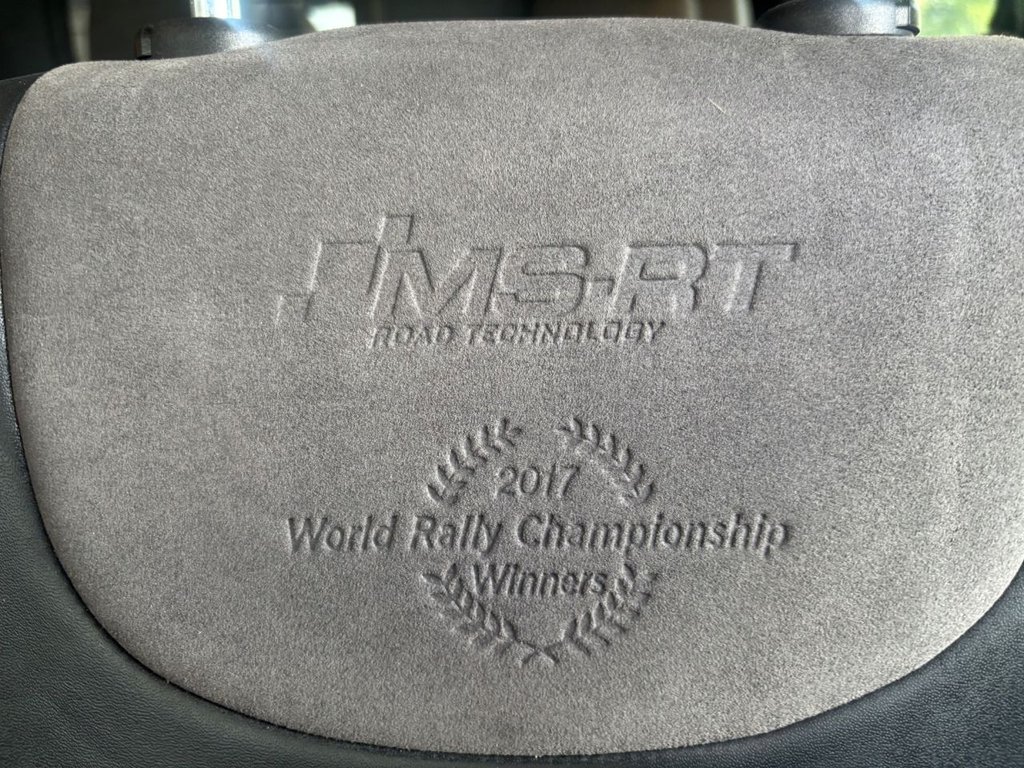 MS-RT
ROAD TECHNOLOGY
2017
World Rally Championship
Winners